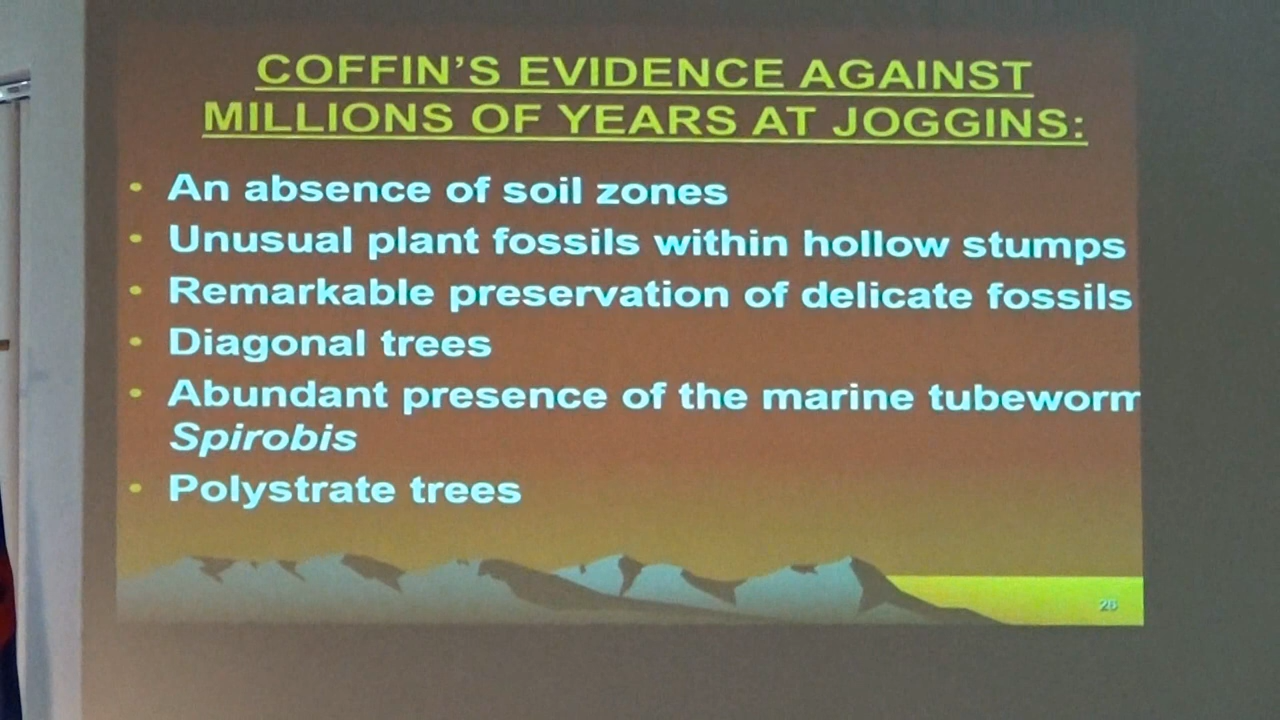 COFFIN'S EVIDENCE AGAINST
MILLIONS OF YEARS AT JOGGINS:
• An absence of soil zones
• Unusual plant fossils within hollow stumps
• Remarkable preservation of delicate fossils
• Diagonal trees
• Abundant presence of the marine tubeworm
Spirobis
• Polystrate trees
26